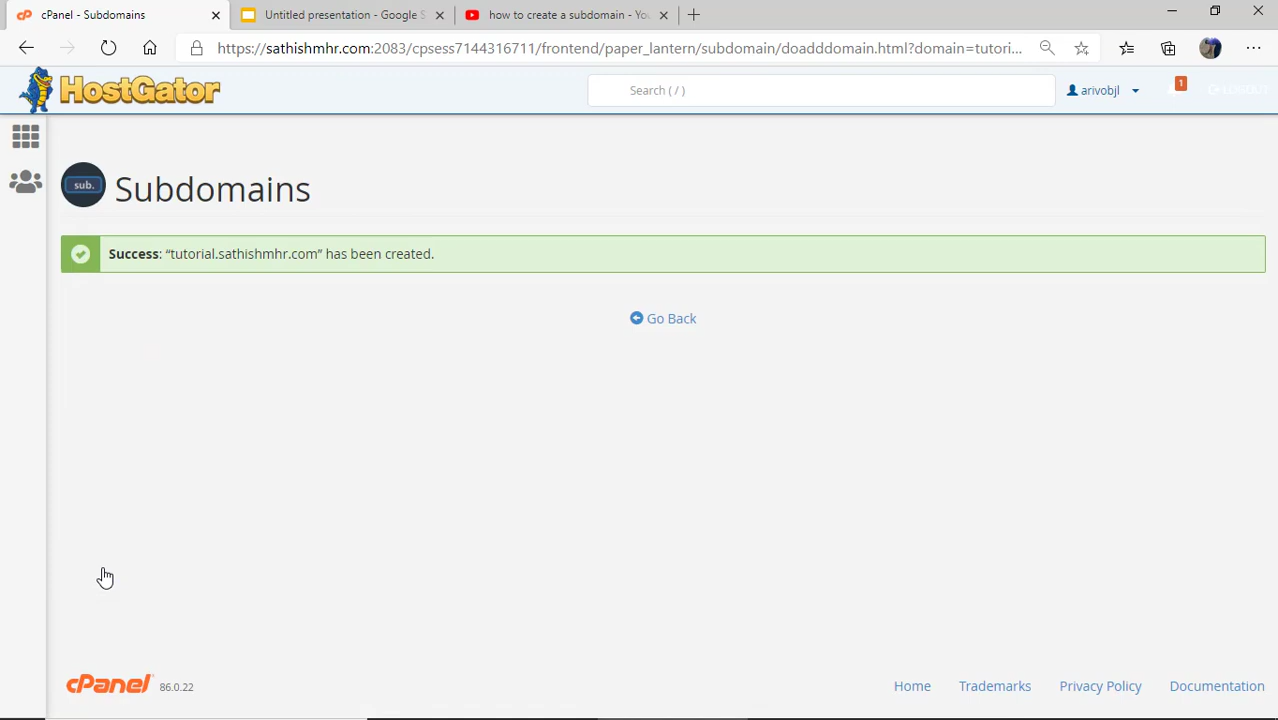 cPanel - Subdomains
Untitled presentation - Google S
how to create a subdomain - You
https://sathishmhr.com:2083/cpsess7144316711/frontend/paper_lantern/subdomain/doadddomain.html?domain=tutori...
HostGator
Search ( / )
arivobjl
1
LOGOUT
sub.
Subdomains
Success: “tutorial.sathishmhr.com” has been created.
Go Back
cPanel 86.0.22
Home
Trademarks
Privacy Policy
Documentation